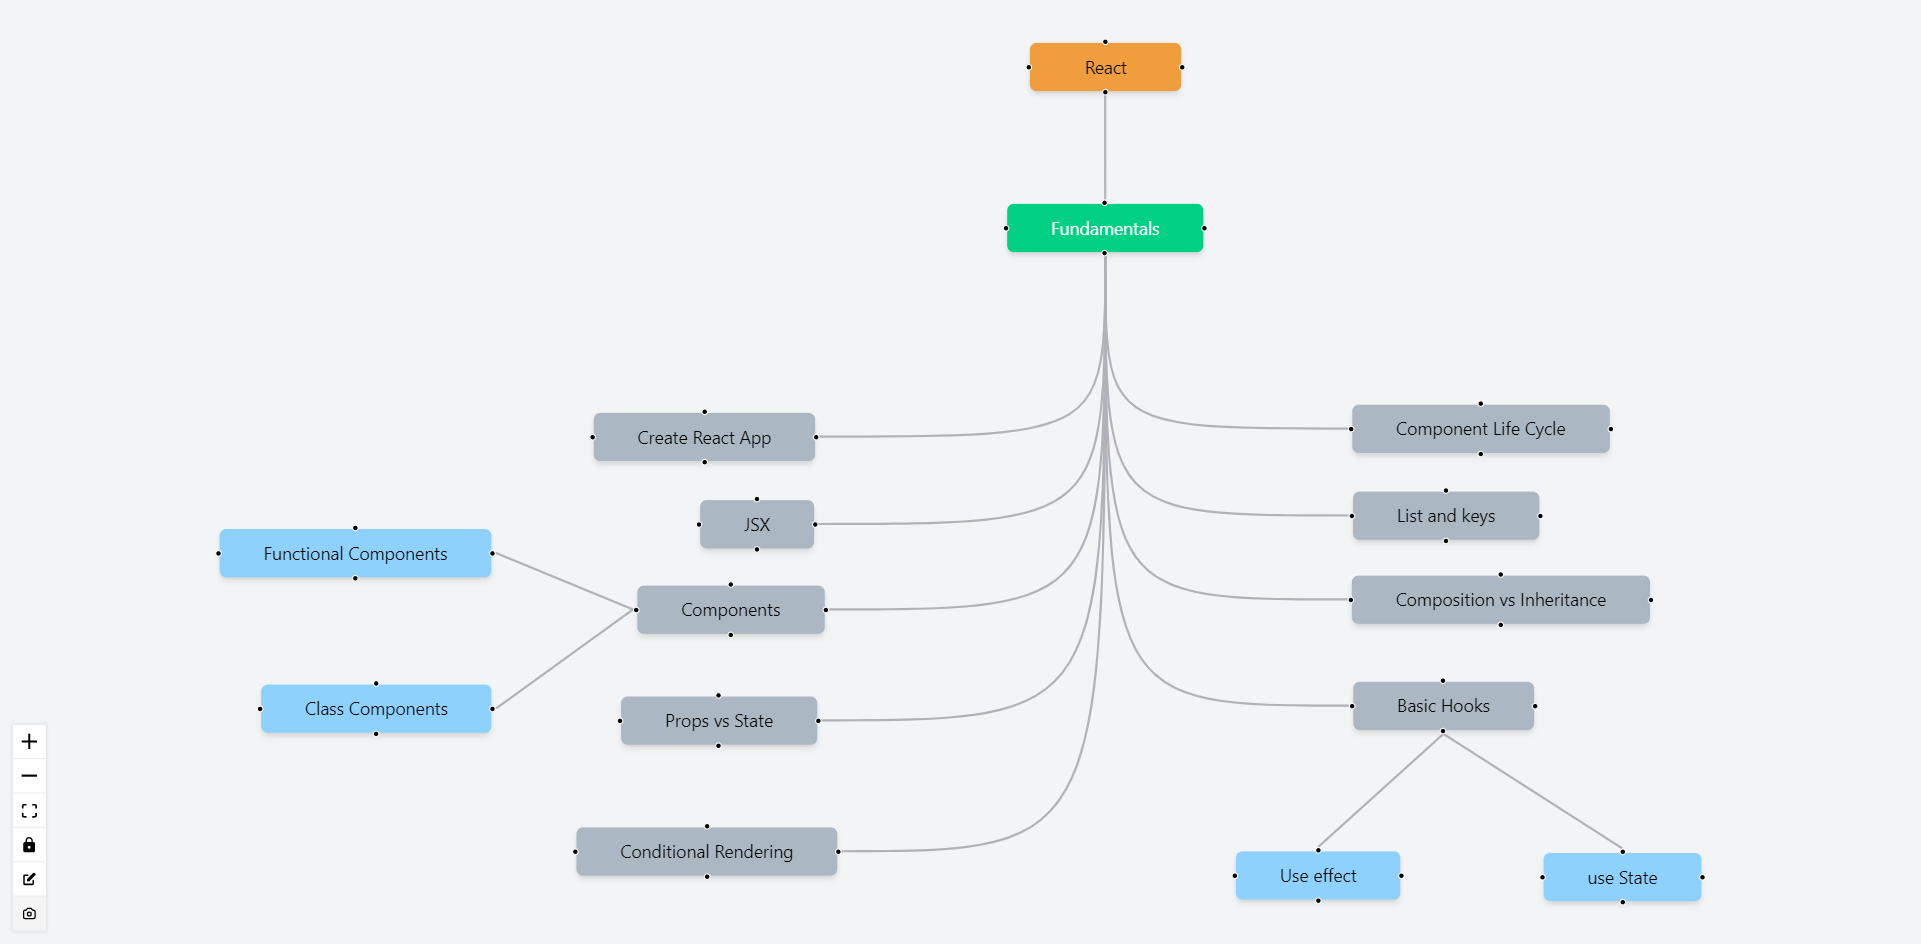 React
Fundamentals
Create React App
Component Life Cycle
JSX
List and keys
Functional Components
Components
Composition vs Inheritance
Class Components
Props vs State
Basic Hooks
Conditional Rendering
Use effect
use State